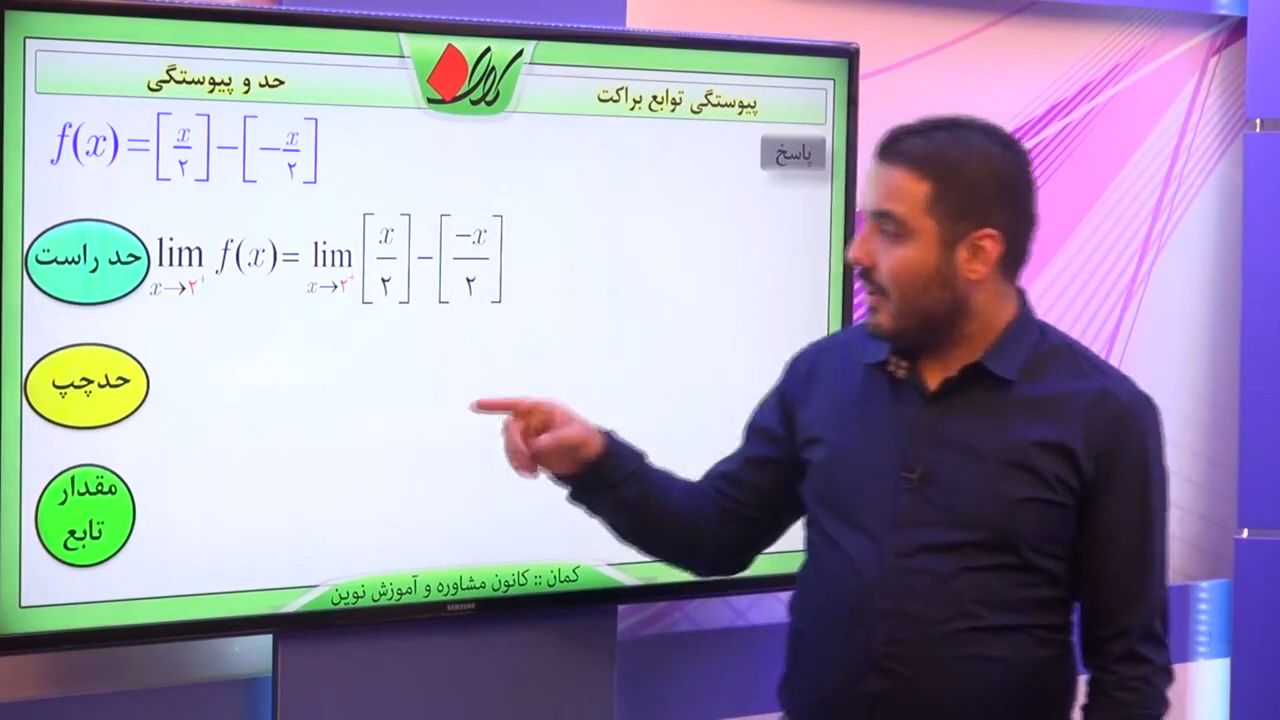 پیوستگی توابع براکت
حد و پیوستگی
پاسخ
f(x) = [x/۲] − [−x/۲]
حد راست
lim x→۲⁺ f(x) = lim x→۲⁺ [x/۲] − [−x/۲]
حدچپ
مقدار
تابع
کمان :: کانون مشاوره و آموزش نوین
SAMSUNG